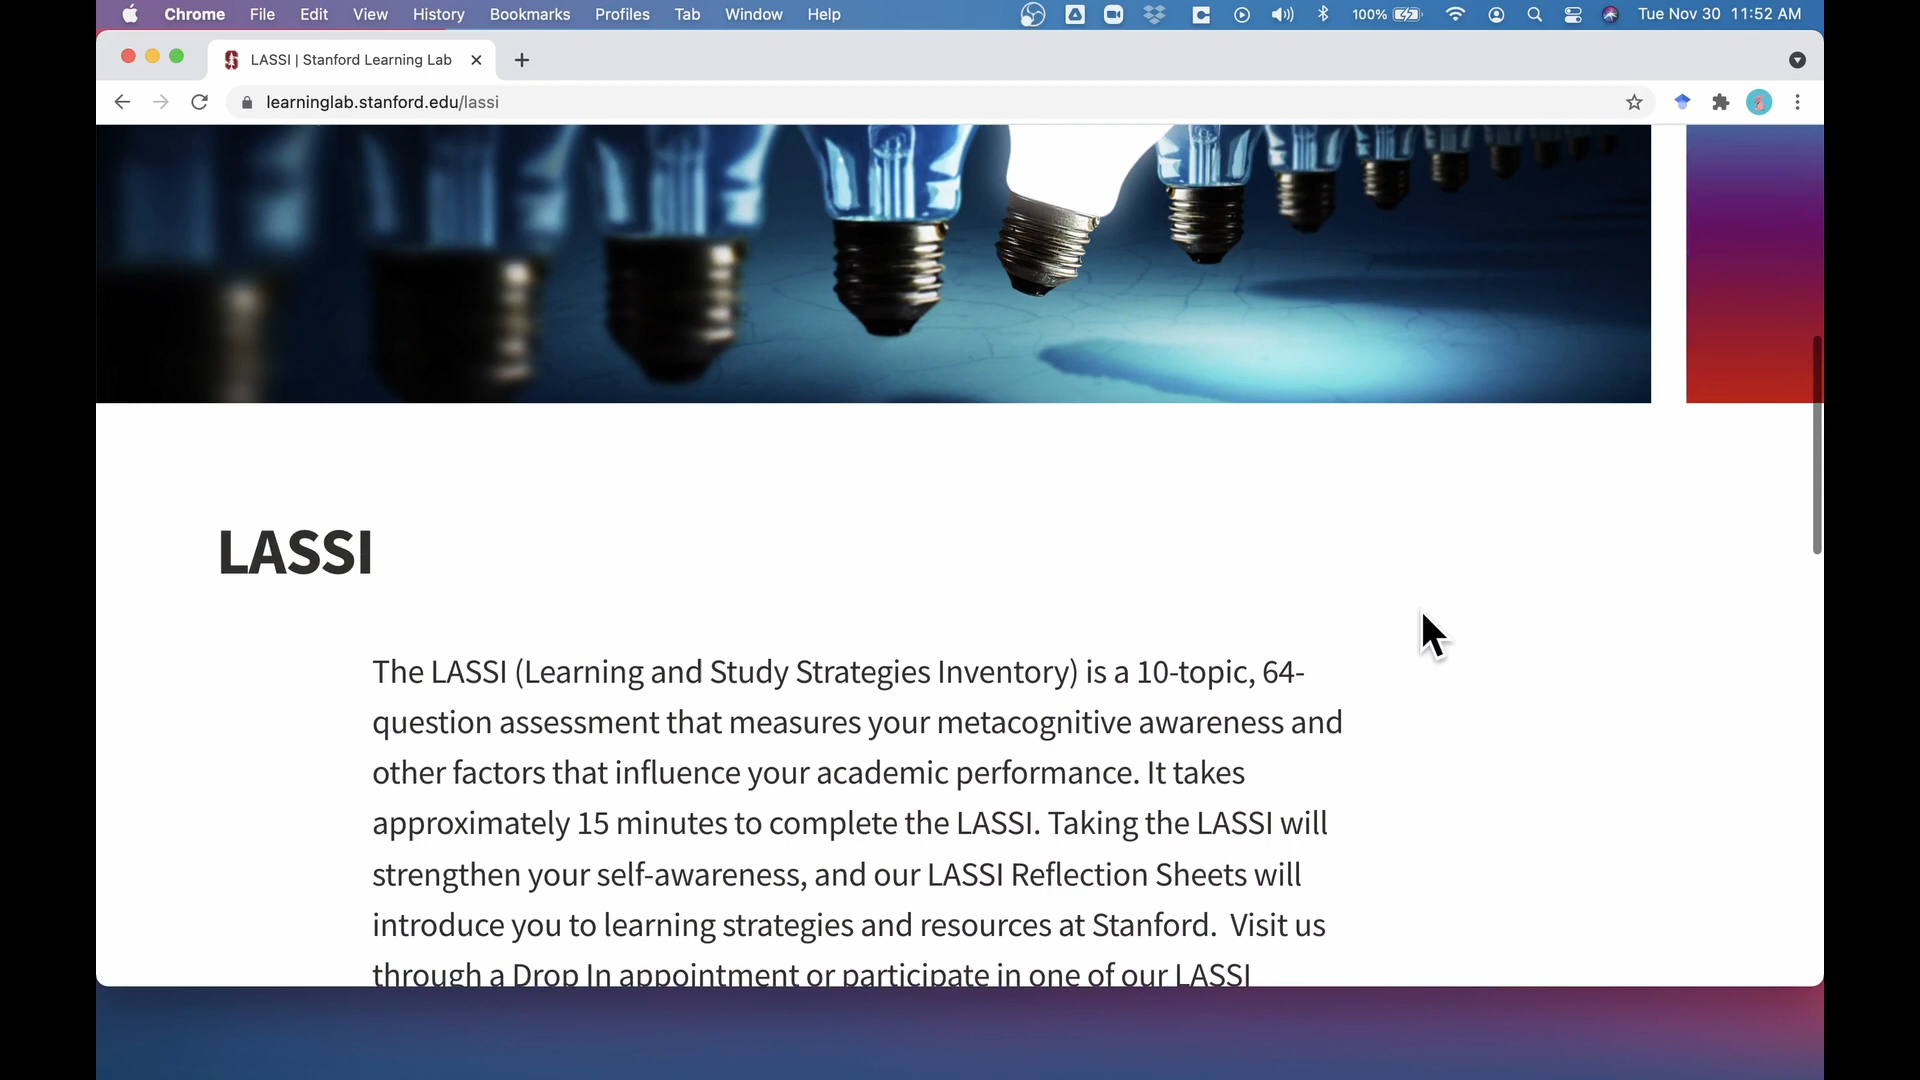 Chrome File Edit View History Bookmarks Profiles Tab Window Help 100% Tue Nov 30 11:52 AM
LASSI | Stanford Learning Lab
learninglab.stanford.edu/lassi
LASSI
The LASSI (Learning and Study Strategies Inventory) is a 10-topic, 64-
question assessment that measures your metacognitive awareness and
other factors that influence your academic performance. It takes
approximately 15 minutes to complete the LASSI. Taking the LASSI will
strengthen your self-awareness, and our LASSI Reflection Sheets will
introduce you to learning strategies and resources at Stanford.  Visit us
through a Drop In appointment or participate in one of our LASSI